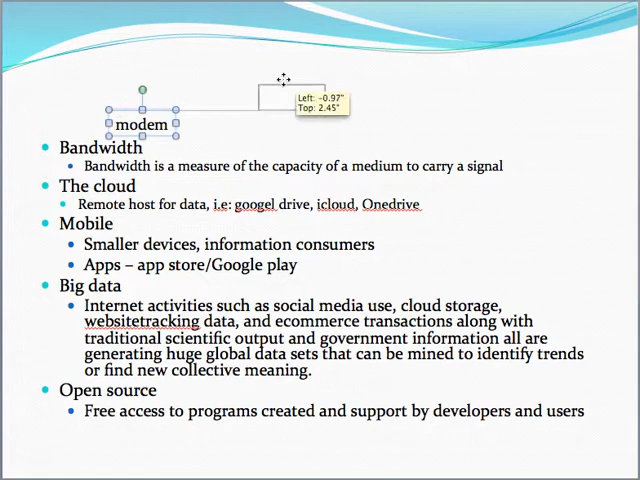 Left: -0.97"
Top: 2.45"
modem
Bandwidth
Bandwidth is a measure of the capacity of a medium to carry a signal
The cloud
Remote host for data, i.e: googel drive, icloud, Onedrive
Mobile
Smaller devices, information consumers
Apps – app store/Google play
Big data
Internet activities such as social media use, cloud storage,
websitetracking data, and ecommerce transactions along with
traditional scientific output and government information all are
generating huge global data sets that can be mined to identify trends
or find new collective meaning.
Open source
Free access to programs created and support by developers and users